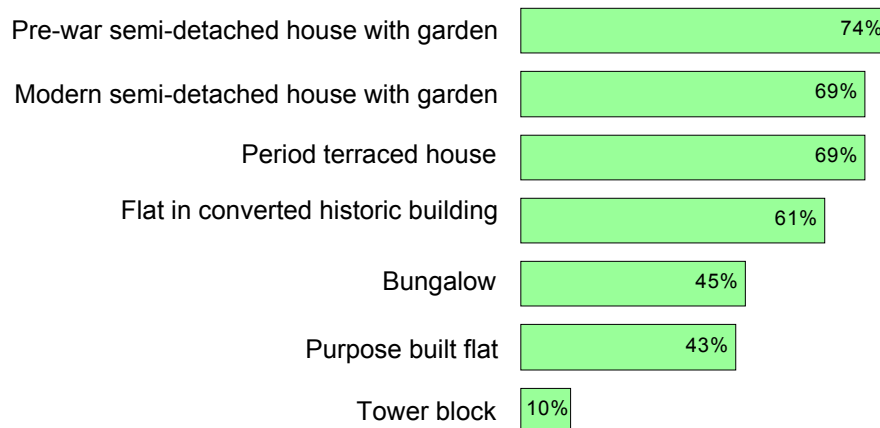 Pre-war semi-detached house with garden 74%
Modern semi-detached house with garden 69%
Period terraced house 69%
Flat in converted historic building 61%
Bungalow 45%
Purpose built flat 43%
Tower block 10%